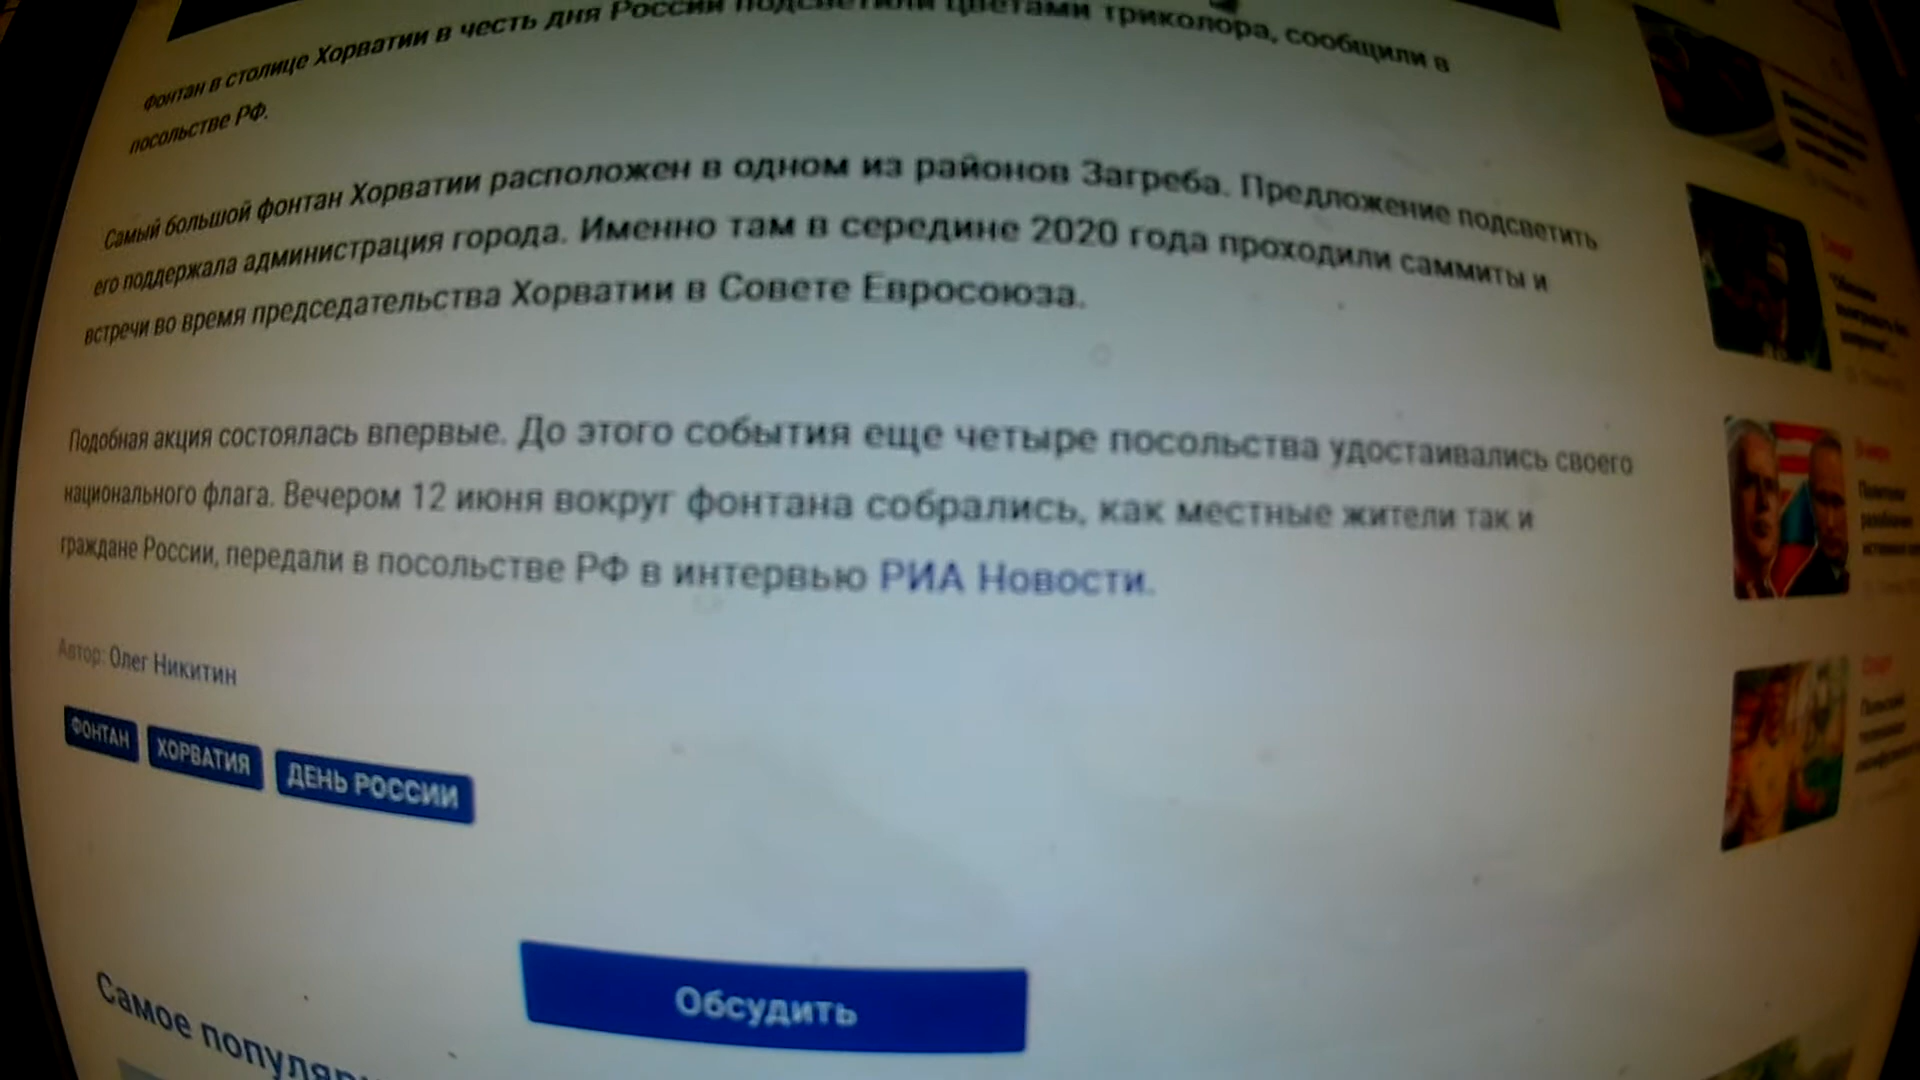 Фонтан в столице Хорватии в честь дня России подсветили цветами триколора, сообщили в
посольстве РФ.
Самый большой фонтан Хорватии расположен в одном из районов Загреба. Предложение подсветить
его поддержала администрация города. Именно там в середине 2020 года проходили саммиты и
встречи во время председательства Хорватии в Совете Евросоюза.
Подобная акция состоялась впервые. До этого события еще четыре посольства удостаивались своего
национального флага. Вечером 12 июня вокруг фонтана собрались, как местные жители так и
граждане России, передали в посольстве РФ в интервью РИА Новости.
Автор: Олег Никитин
ФОНТАН ХОРВАТИЯ ДЕНЬ РОССИИ
Обсудить
Самое популяр